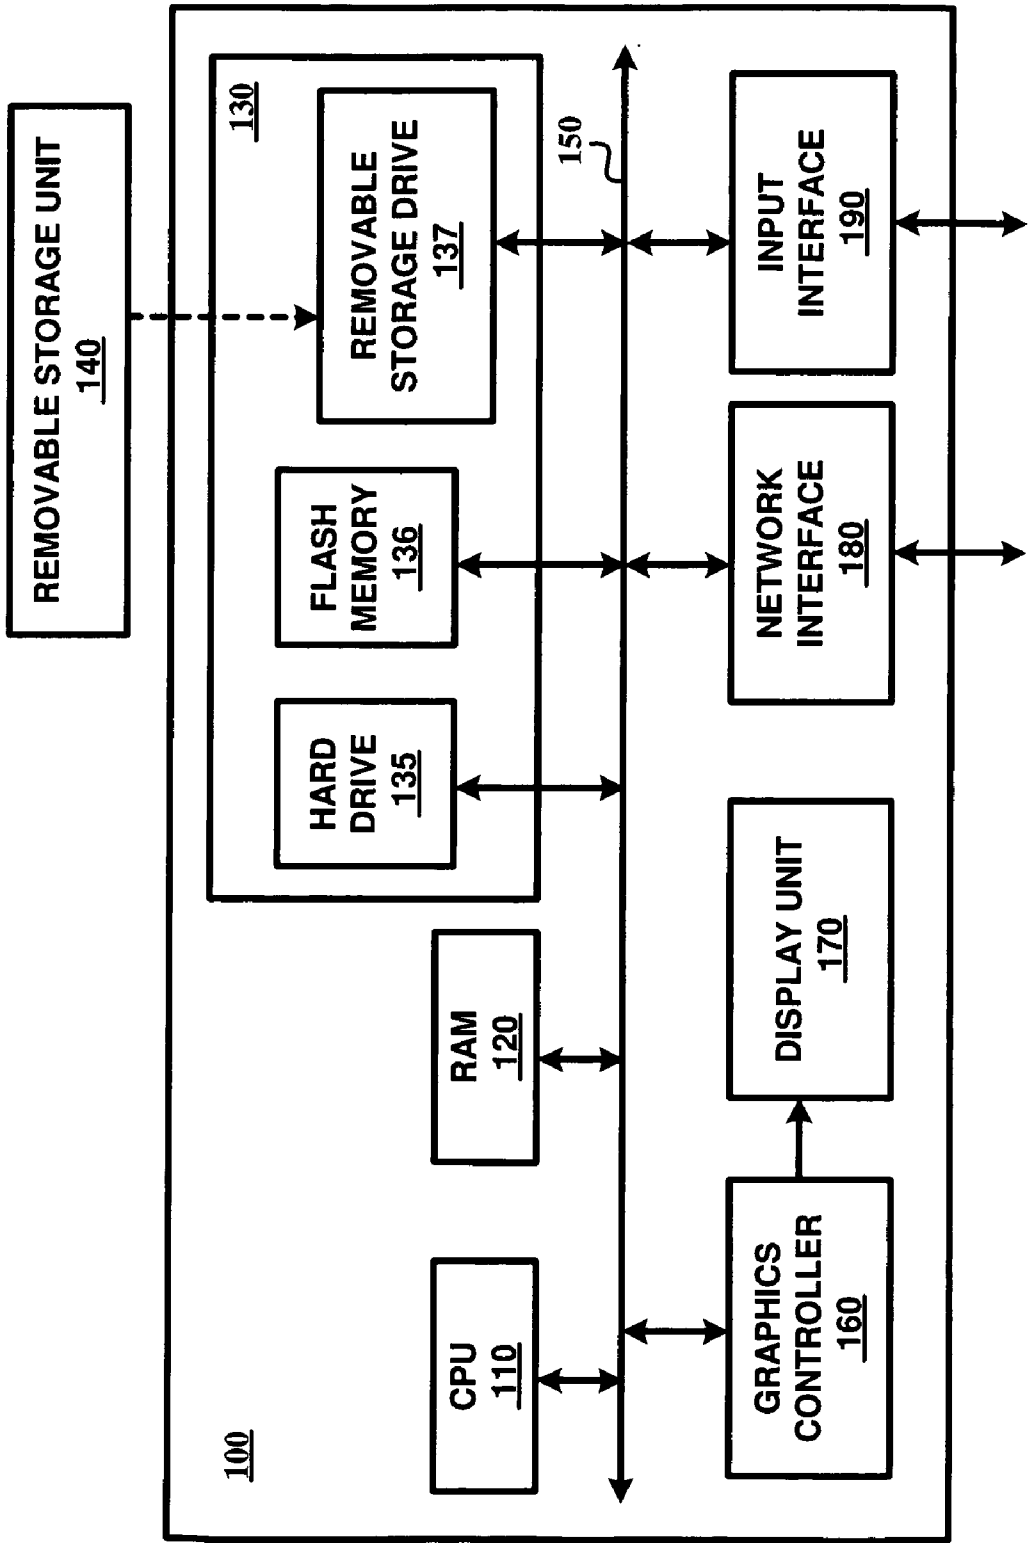 REMOVABLE STORAGE UNIT
140
100
130
CPU
110
RAM
120
HARD
DRIVE
135
FLASH
MEMORY
136
REMOVABLE
STORAGE DRIVE
137
150
GRAPHICS
CONTROLLER
160
DISPLAY UNIT
170
NETWORK
INTERFACE
180
INPUT
INTERFACE
190